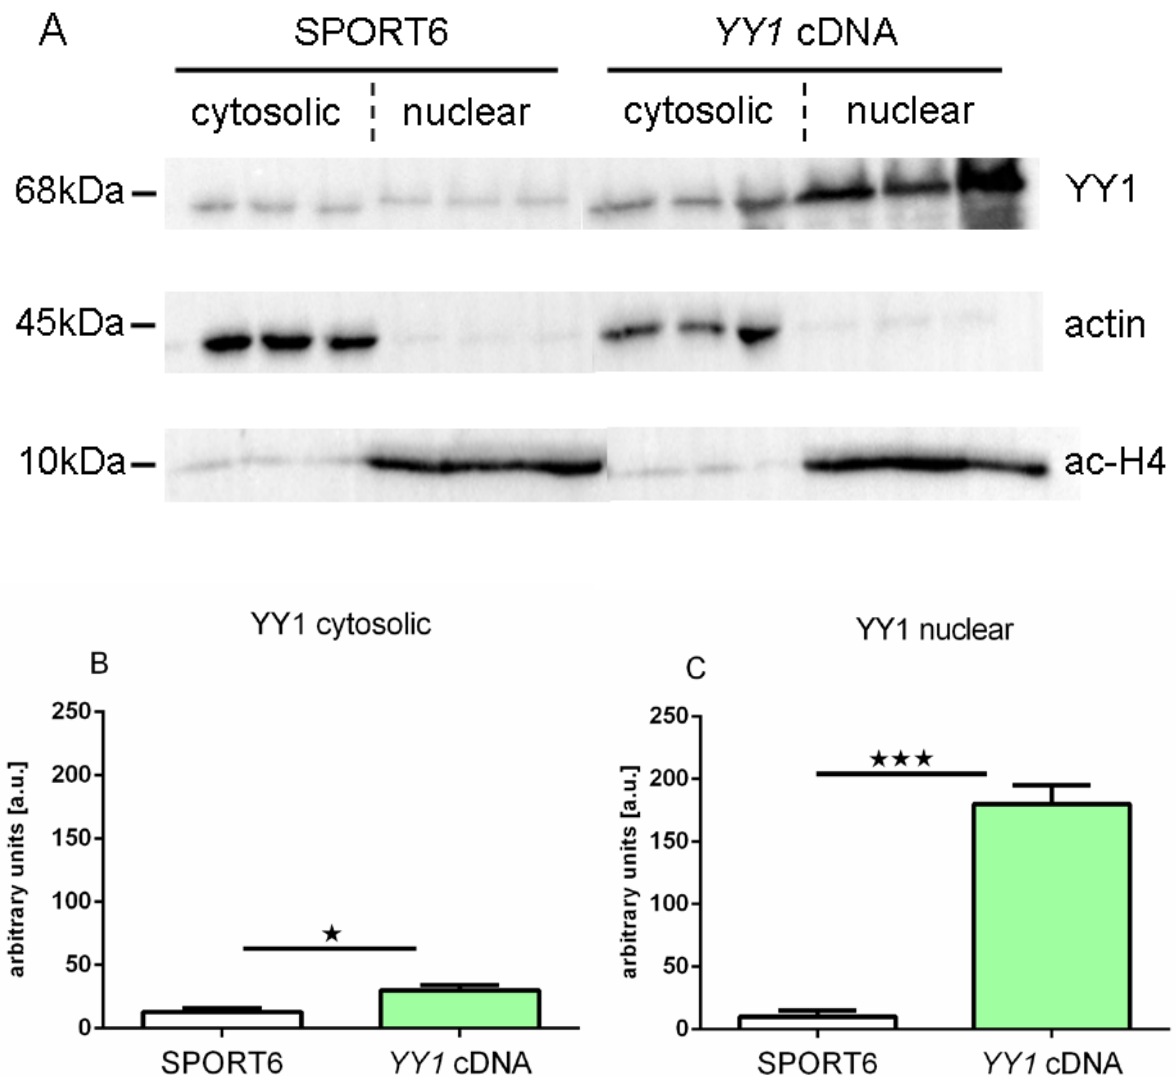 A
SPORT6
YY1 cDNA
cytosolic
nuclear
cytosolic
nuclear
68kDa
YY1
45kDa
actin
10kDa
ac-H4
YY1 cytosolic
B
arbitrary units [a.u.]
250
200
150
100
50
0
★
SPORT6
YY1 cDNA
YY1 nuclear
C
arbitrary units [a.u.]
250
200
150
100
50
0
★★★
SPORT6
YY1 cDNA